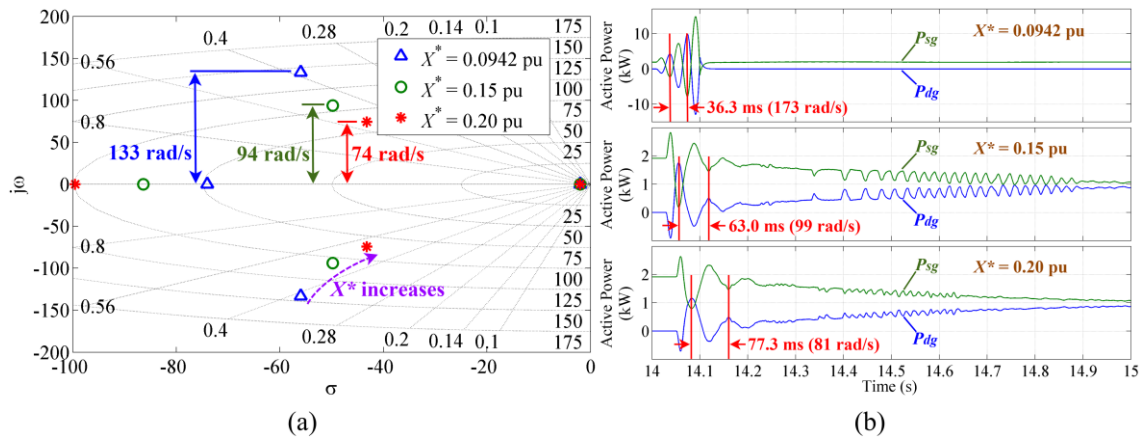 200
150
100
50
0
-50
-100
-150
-200
jω
-100
-80
-60
-40
-20
0
σ
0.56
0.4
0.28
0.2
0.14
0.1
0.8
0.8
0.56
0.4
0.28
0.2
0.14
0.1
175
150
125
100
75
50
25
25
50
75
100
125
150
175
X* = 0.0942 pu
X* = 0.15 pu
X* = 0.20 pu
133 rad/s
94 rad/s
74 rad/s
X* increases
(a)
Active Power
(kW)
10
0
-10
Psg
X* = 0.0942 pu
Pdg
36.3 ms (173 rad/s)
Active Power
(kW)
2
1
0
Psg
X* = 0.15 pu
Pdg
63.0 ms (99 rad/s)
Active Power
(kW)
2
1
0
Psg
X* = 0.20 pu
Pdg
77.3 ms (81 rad/s)
14
14.1
14.2
14.3
14.4
14.5
14.6
14.7
14.8
14.9
15
Time (s)
(b)